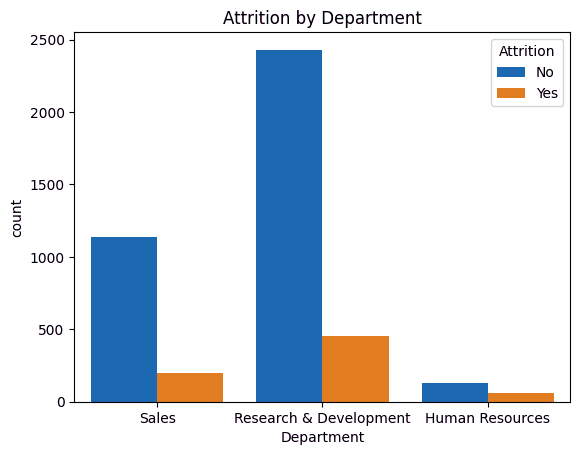 Attrition by Department
Attrition
No
Yes
count
2500
2000
1500
1000
500
0
Sales
Research & Development
Human Resources
Department